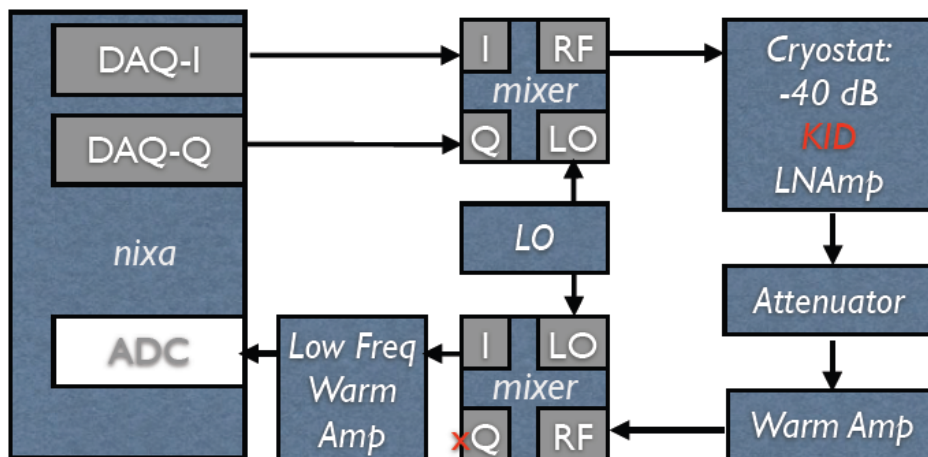 DAQ-I
DAQ-Q
nixa
ADC
I
RF
mixer
Q
LO
LO
I
LO
mixer
x
Q
RF
Low Freq
Warm
Amp
Cryostat:
-40 dB
KID
LNAmp
Attenuator
Warm Amp